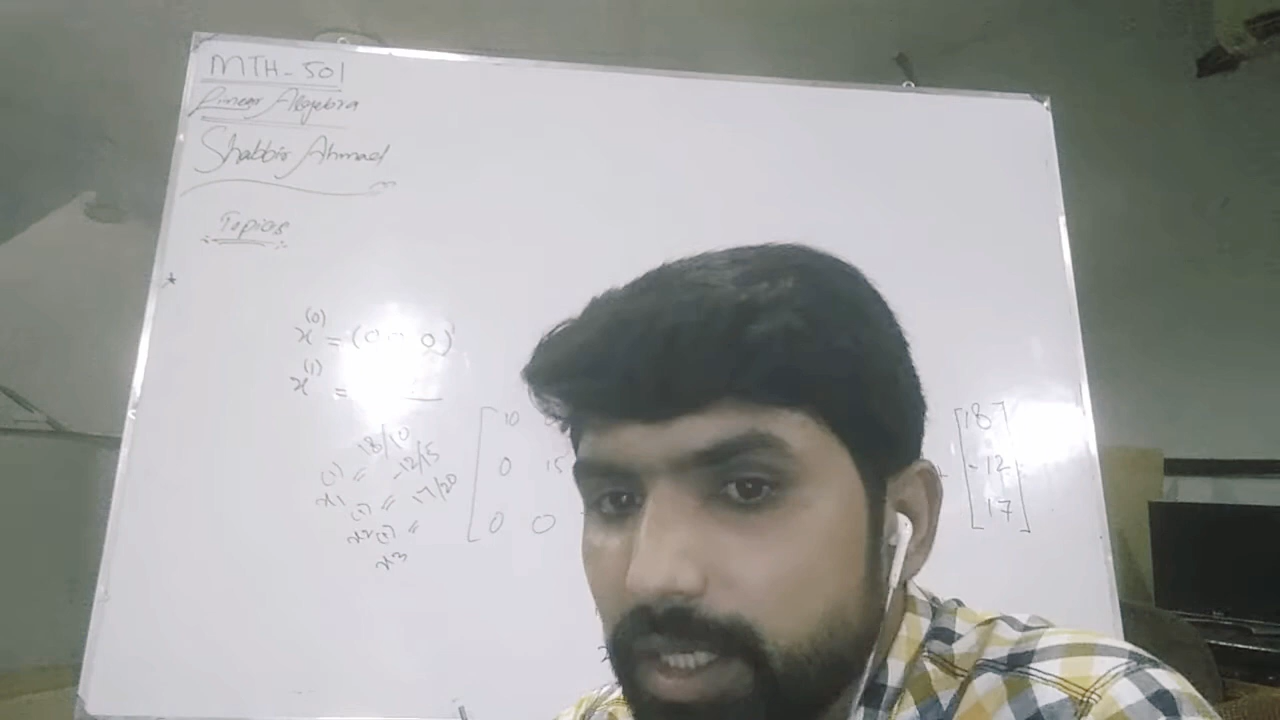 MTH-501
Linear Algebra
Shabbir Ahmad
Topics
x^(0) = (0 - 0)'
x^(1) =
x1^(1) = 18/10
x2^(1) = -12/15
x3^(1) = 17/20
10
0 15
0 0
18
-12
17